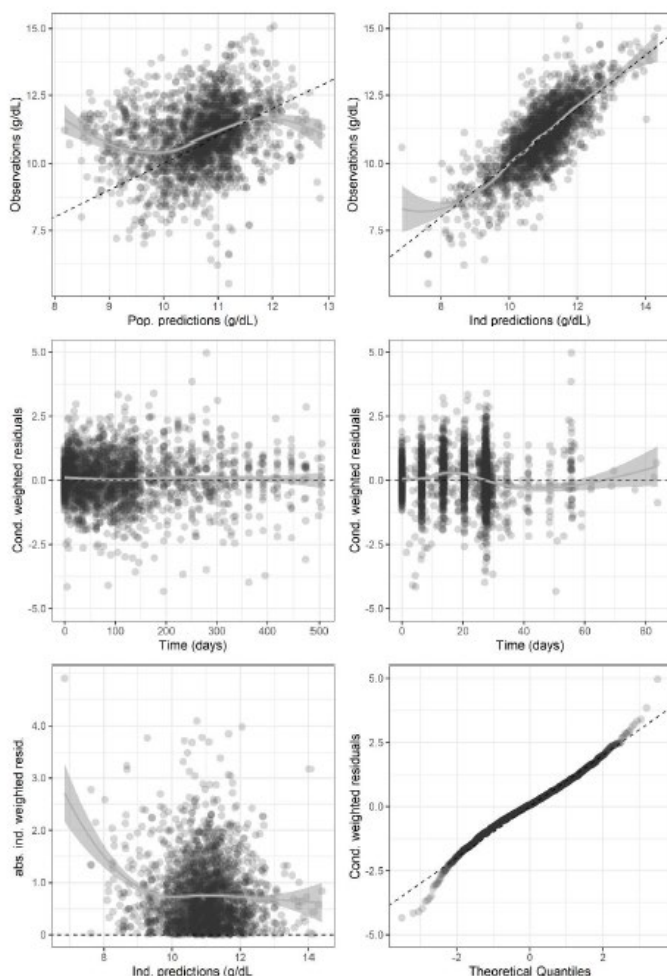 15.0
12.5
10.0
7.5
Observations (g/dL)
8 9 10 11 12 13
Pop. predictions (g/dL)
15.0
12.5
10.0
7.5
Observations (g/dL)
8 10 12 14
Ind predictions (g/dL)
5.0
2.5
0.0
-2.5
-5.0
Cond. weighted residuals
0 100 200 300 400 500
Time (days)
5.0
2.5
0.0
-2.5
-5.0
Cond. weighted residuals
0 20 40 60 80
Time (days)
4.0
3.0
2.0
1.0
0
abs. ind. weighted resid.
8 10 12 14
Ind. predictions (g/dL)
5.0
2.5
0.0
-2.5
-5.0
Cond. weighted residuals
-2 0 2
Theoretical Quantiles